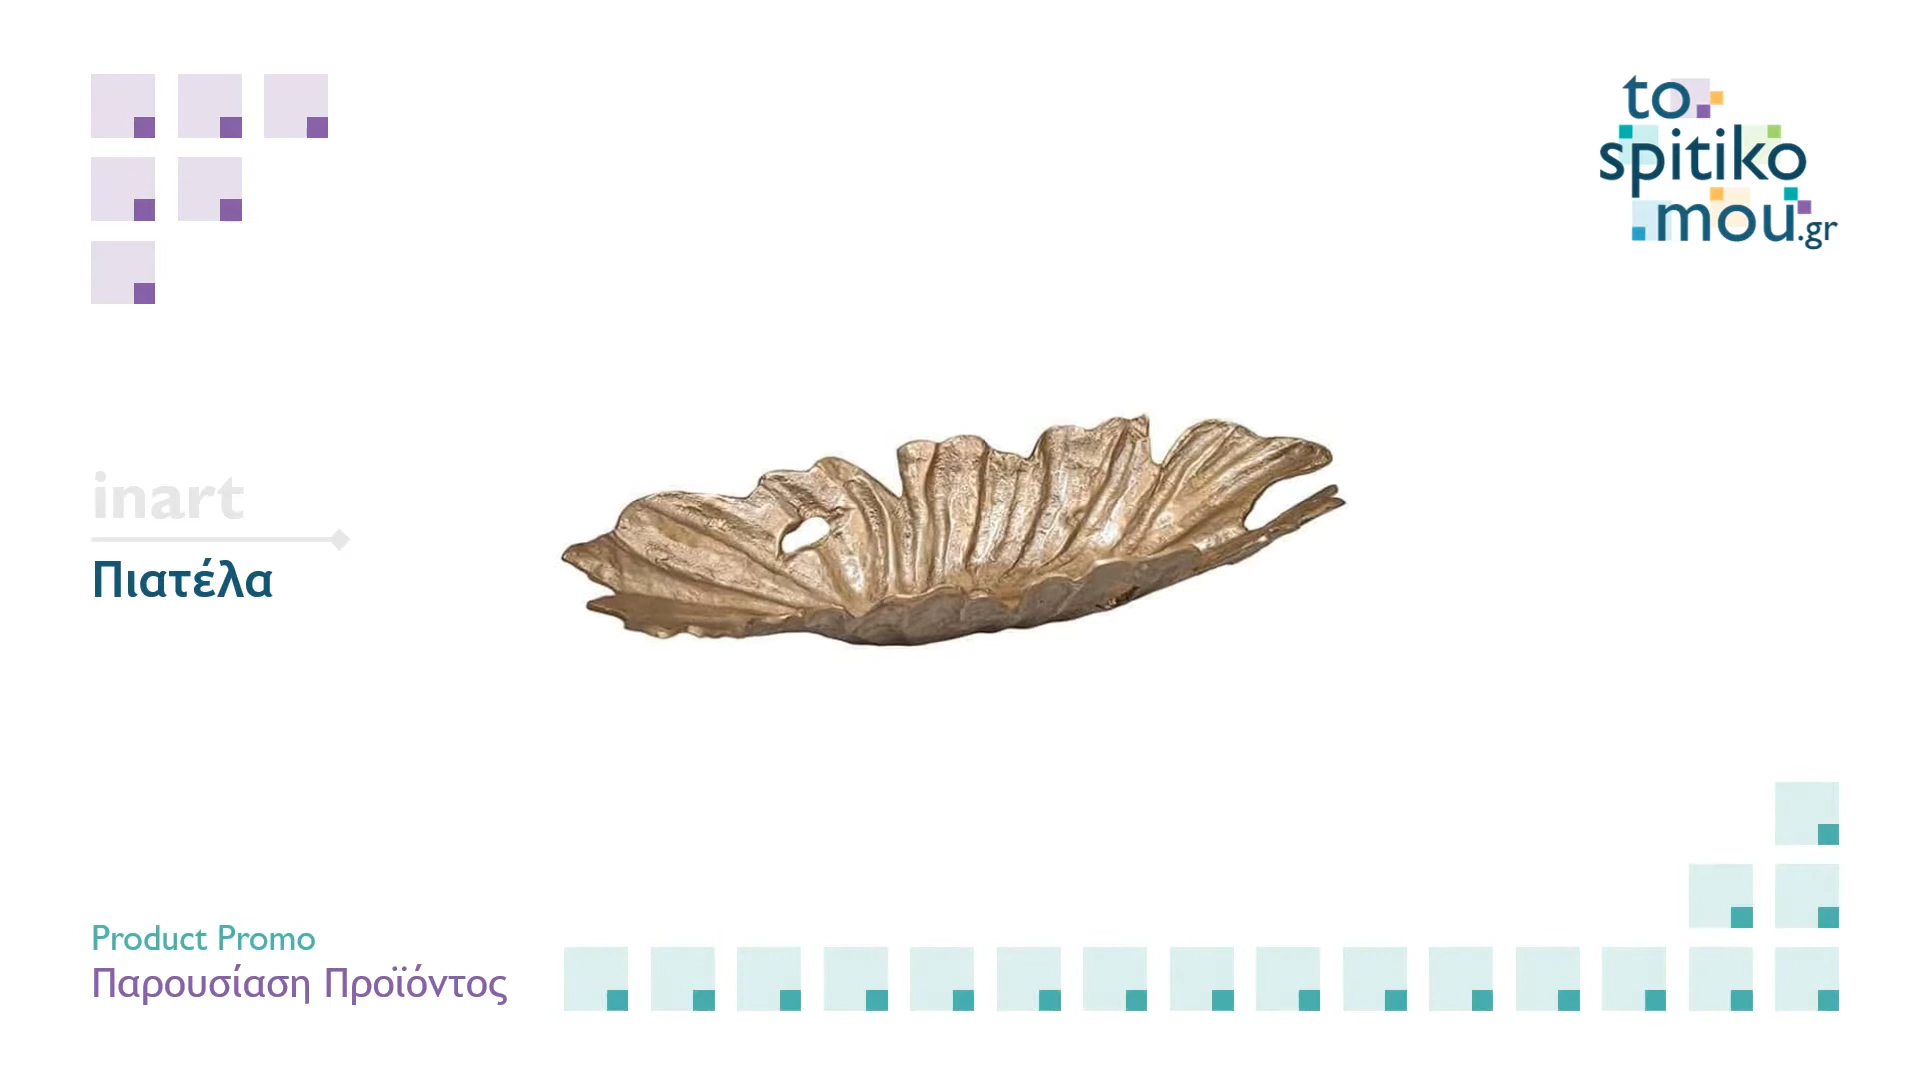 to
spitiko
mou.gr
inart
Πιατέλα
Product Promo
Παρουσίαση Προϊόντος